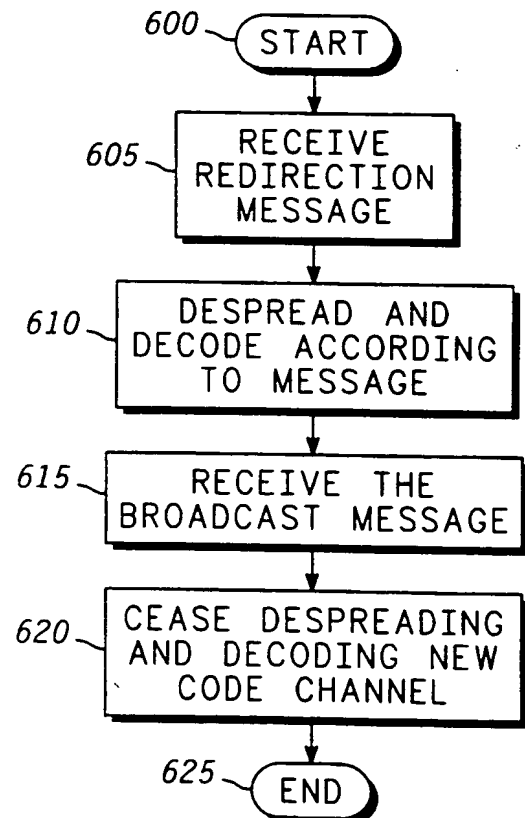 600 START
605 RECEIVE
REDIRECTION
MESSAGE
610 DESPREAD AND
DECODE ACCORDING
TO MESSAGE
615 RECEIVE THE
BROADCAST MESSAGE
620 CEASE DESPREADING
AND DECODING NEW
CODE CHANNEL
625 END